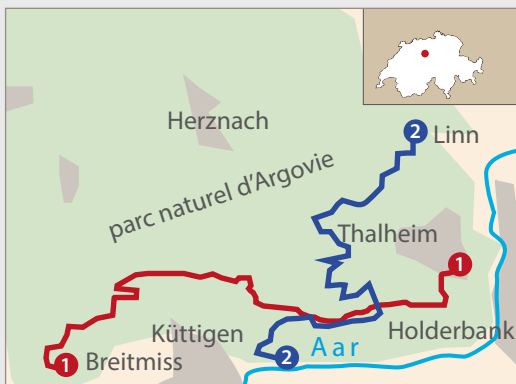 2 Linn
Herznach
parc naturel d'Argovie
Thalheim
1
Küttigen
Aar
Holderbank
1 Breitmiss
2